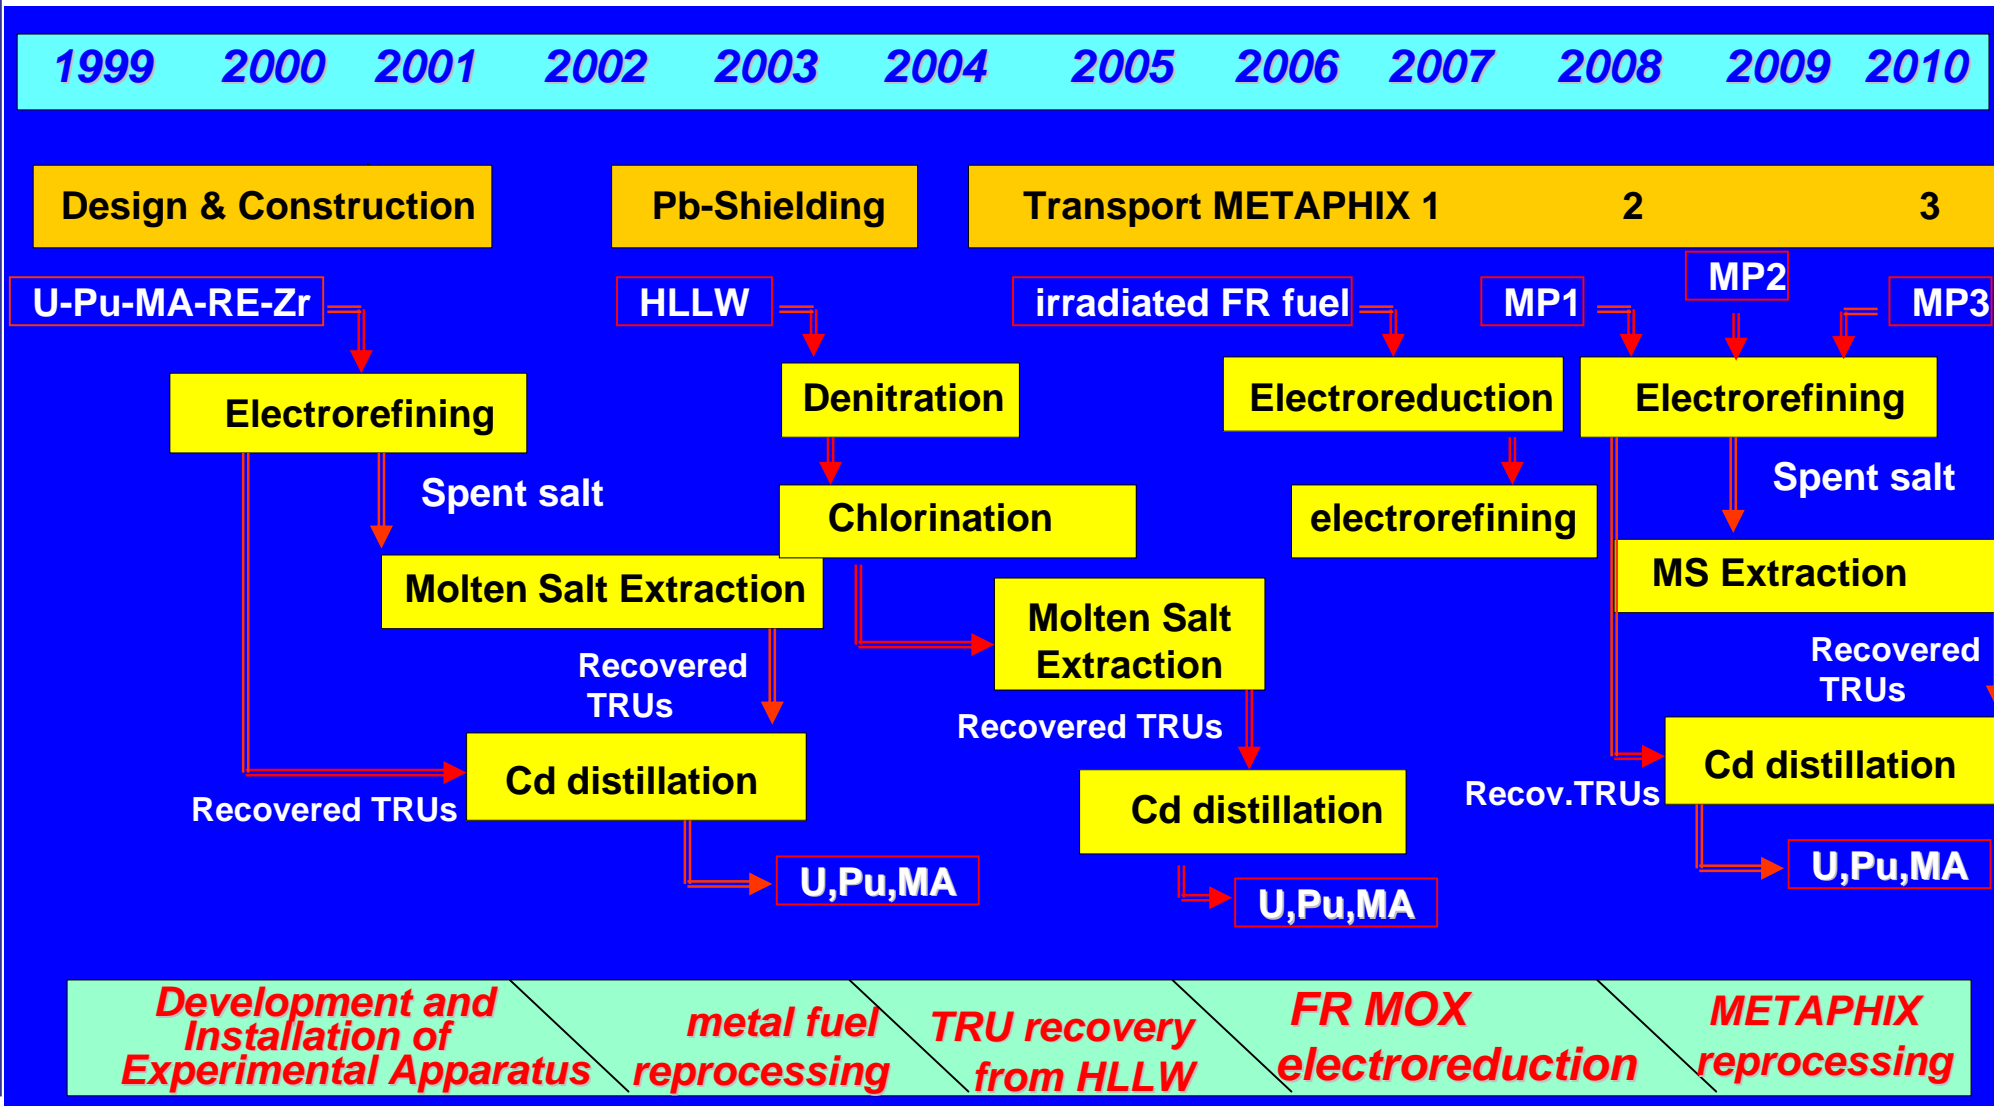 1999 2000 2001 2002 2003 2004 2005 2006 2007 2008 2009 2010
Design & Construction
Pb-Shielding
Transport METAPHIX 1 2 3
U-Pu-MA-RE-Zr
HLLW
irradiated FR fuel
MP1
MP2
MP3
Electrorefining
Denitration
Electroreduction
Electrorefining
Spent salt
Chlorination
electrorefining
Spent salt
Molten Salt Extraction
Molten Salt
Extraction
MS Extraction
Recovered
TRUs
Recovered TRUs
Recovered
TRUs
Cd distillation
Recovered TRUs
Cd distillation
Recov.TRUs
Cd distillation
U,Pu,MA
U,Pu,MA
U,Pu,MA
Development and
Installation of
Experimental Apparatus
metal fuel
reprocessing
TRU recovery
from HLLW
FR MOX
electroreduction
METAPHIX
reprocessing